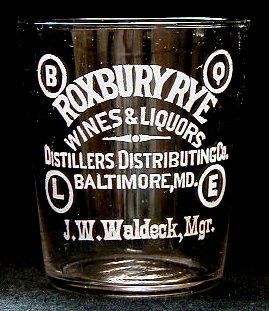 B O
ROXBURY RYE
WINES & LIQUORS
DISTILLERS DISTRIBUTING Co.
L BALTIMORE, MD. E
J. W. Waldeck, Mgr.